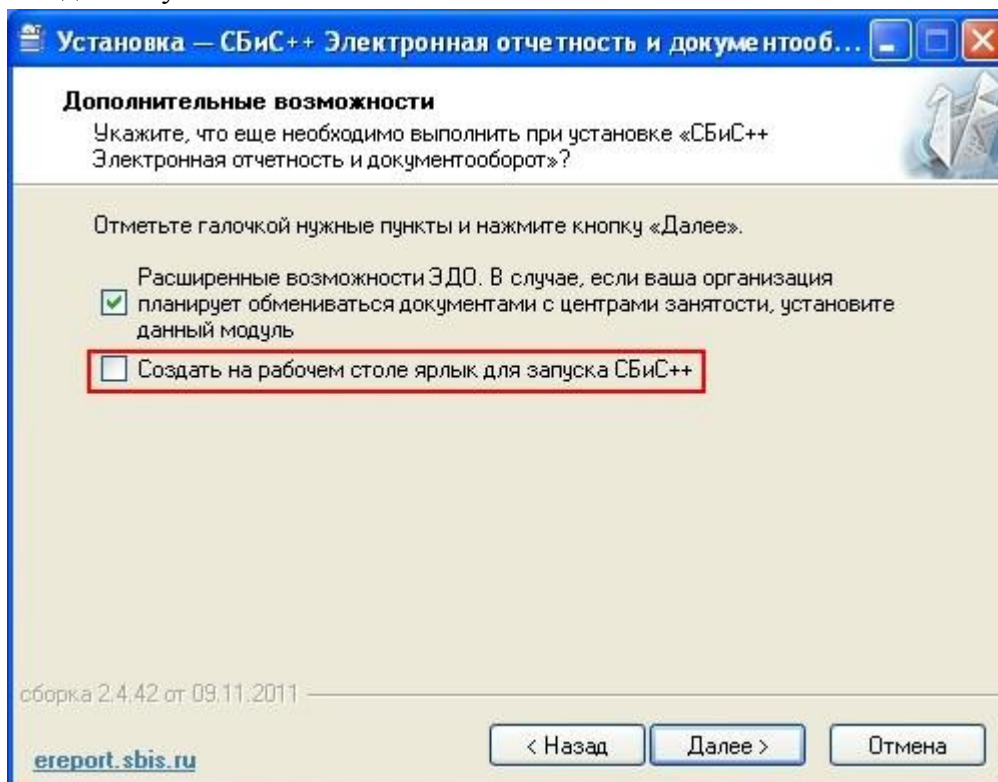 Установка — СБиС++ Электронная отчетность и документооб...
Дополнительные возможности
Укажите, что еще необходимо выполнить при установке «СБиС++
Электронная отчетность и документооборот»?
Отметьте галочкой нужные пункты и нажмите кнопку «Далее».
Расширенные возможности ЭДО. В случае, если ваша организация
планирует обмениваться документами с центрами занятости, установите
данный модуль
Создать на рабочем столе ярлык для запуска СБиС++
сборка 2.4.42 от 09.11.2011
ereport.sbis.ru
< Назад
Далее >
Отмена